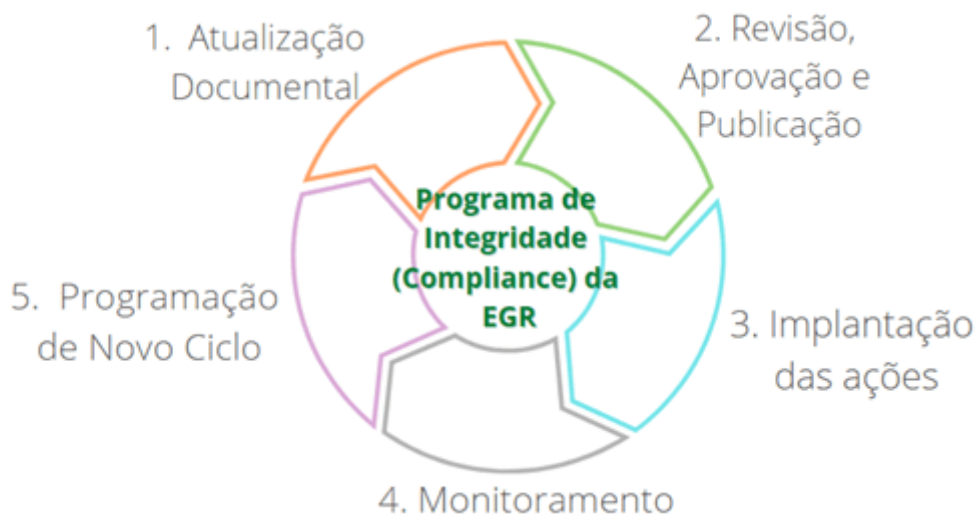 1. Atualização
Documental
2. Revisão,
Aprovação e
Publicação
Programa de
Integridade
(Compliance) da
EGR
3. Implantação
das ações
4. Monitoramento
5. Programação
de Novo Ciclo